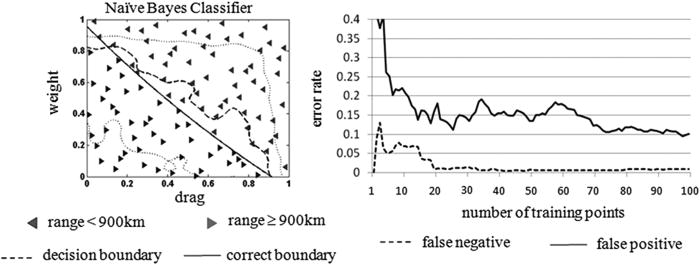 Naïve Bayes Classifier
1
0.8
0.6
0.4
0.2
0
weight
0 0.2 0.4 0.6 0.8 1
drag
range<900km range≥900km
decision boundary correct boundary
0.4
0.35
0.3
0.25
0.2
0.15
0.1
0.05
0
error rate
1 10 20 30 40 50 60 70 80 90 100
number of training points
false negative false positive